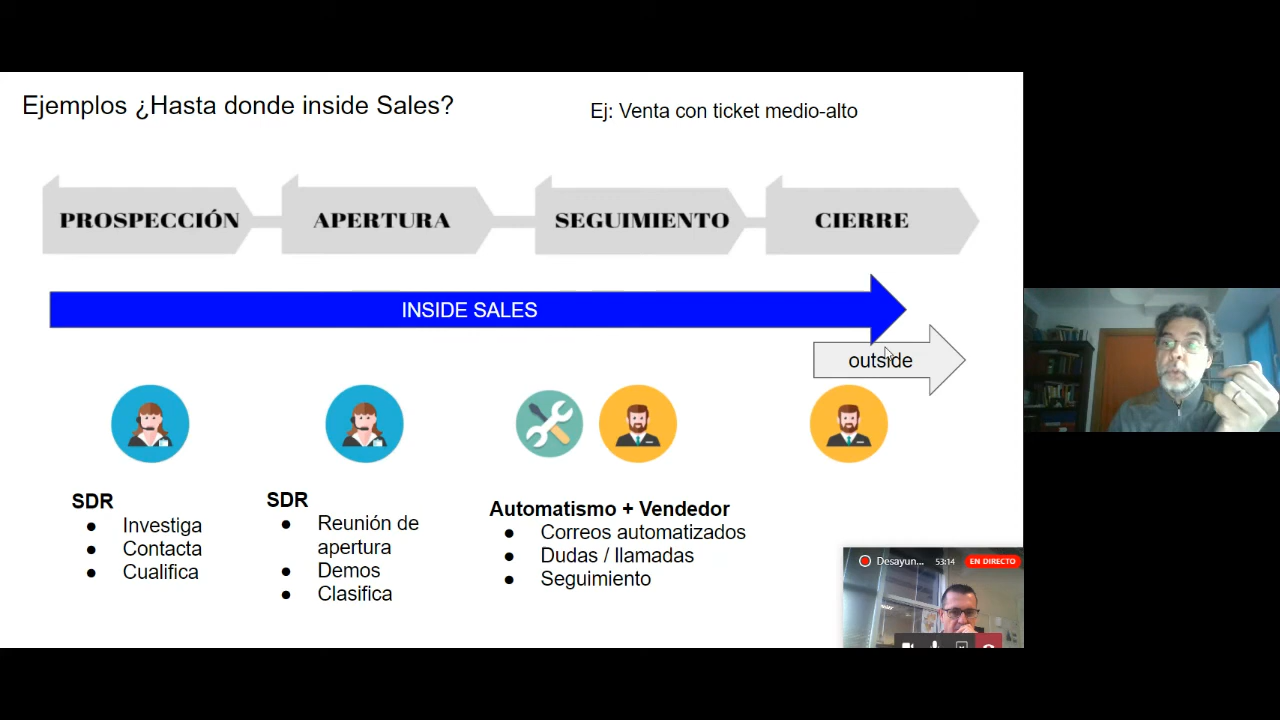 Ejemplos ¿Hasta donde inside Sales?
Ej: Venta con ticket medio-alto
PROSPECCIÓN
APERTURA
SEGUIMIENTO
CIERRE
INSIDE SALES
outside
SDR
● Investiga
● Contacta
● Cualifica
SDR
● Reunión de
apertura
● Demos
● Clasifica
Automatismo + Vendedor
● Correos automatizados
● Dudas / llamadas
● Seguimiento
Desayun... 53:14 EN DIRECTO